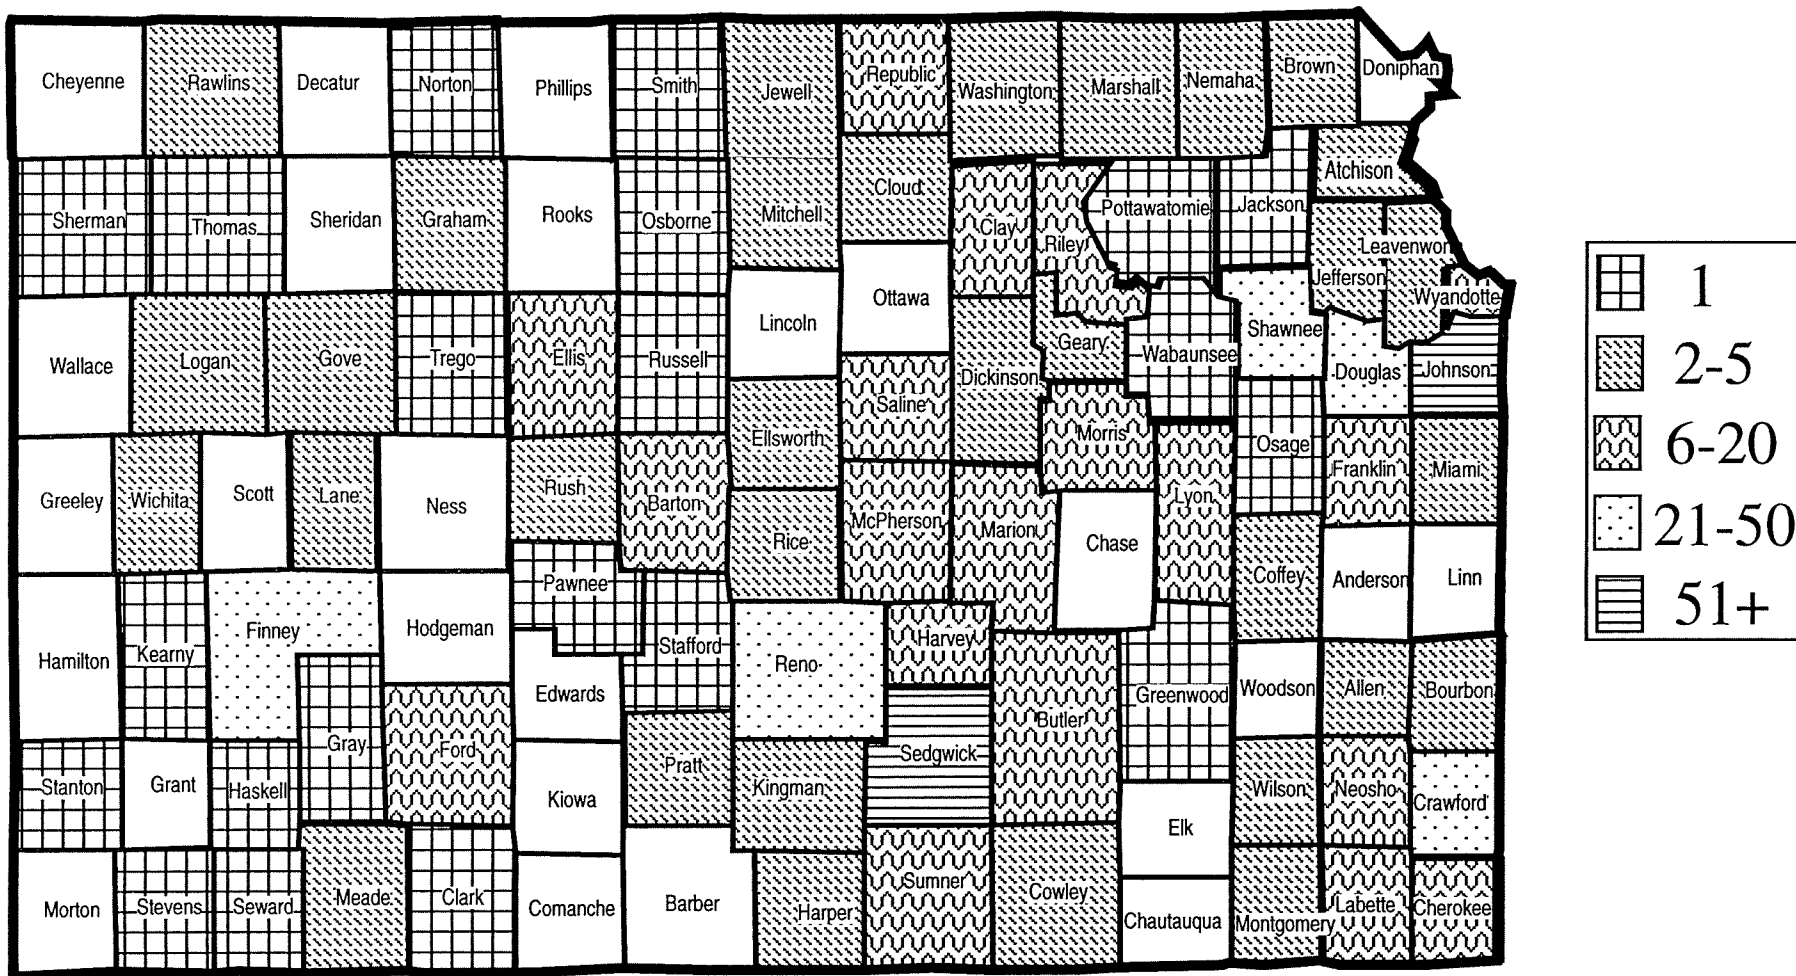 Cheyenne
Rawlins
Decatur
Norton
Phillips
Smith
Jewell
Republic
Washington
Marshall
Nemaha
Brown
Doniphan
Sherman
Thomas
Sheridan
Graham
Rooks
Osborne
Mitchell
Cloud
Clay
Riley
Pottawatomie
Jackson
Atchison
Jefferson
Leavenwor
Wyandotte
Wallace
Logan
Gove
Trego
Ellis
Russell
Lincoln
Ottawa
Saline
Dickinson
Geary
Wabaunsee
Shawnee
Douglas
Johnson
Greeley
Wichita
Scott
Lane
Ness
Rush
Barton
Ellsworth
Rice
McPherson
Marion
Morris
Chase
Lyon
Osage
Franklin
Miami
Coffey
Anderson
Linn
Hamilton
Kearny
Finney
Hodgeman
Pawnee
Stafford
Edwards
Reno
Harvey
Sedgwick
Butler
Greenwood
Woodson
Allen
Bourbon
Stanton
Grant
Haskell
Gray
Ford
Kiowa
Pratt
Kingman
Elk
Wilson
Neosho
Crawford
Morton
Stevens
Seward
Meade
Clark
Comanche
Barber
Harper
Sumner
Cowley
Chautauqua
Montgomery
Labette
Cherokee
1
2-5
6-20
21-50
51+